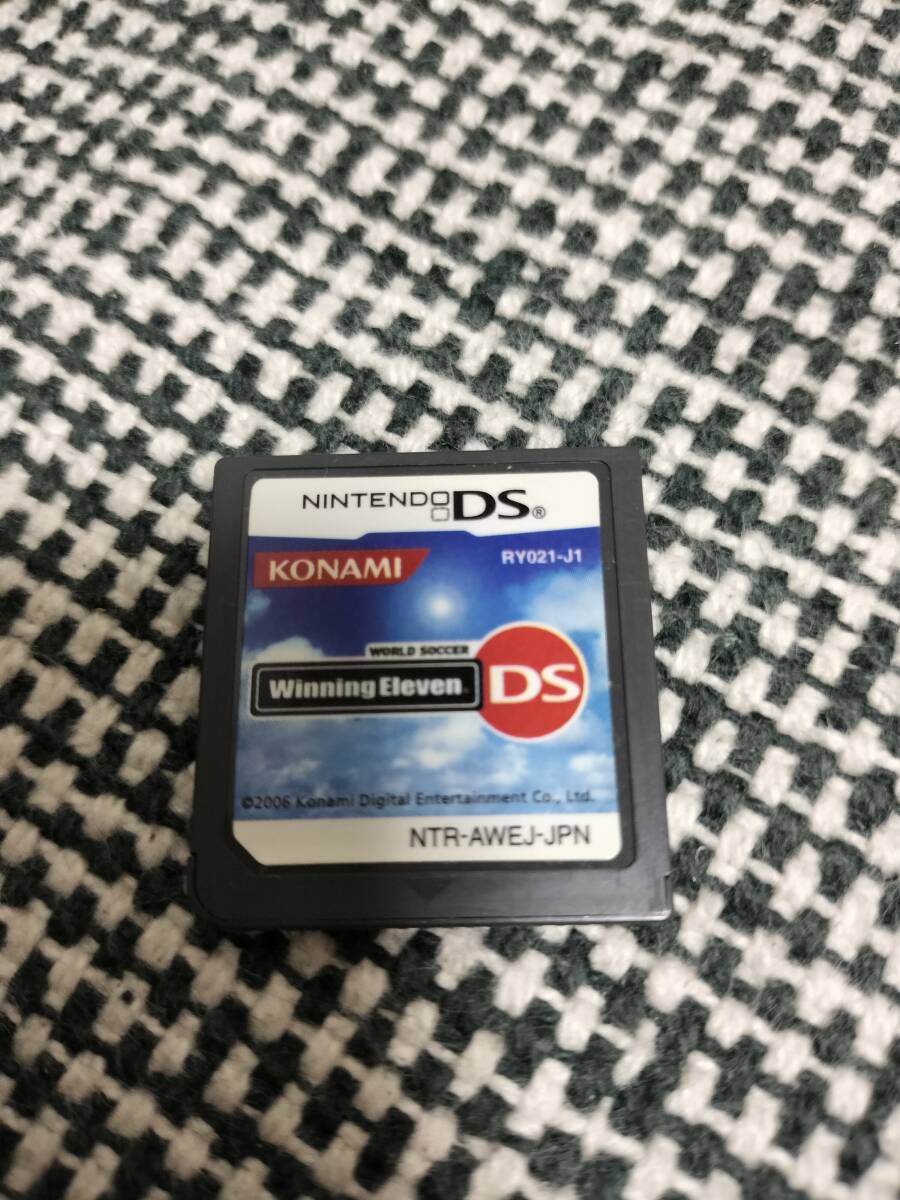 NINTENDO DS®
KONAMI
RY021-J1
WORLD SOCCER
Winning Eleven
DS
©2006 Konami Digital Entertainment Co., Ltd.
NTR-AWEJ-JPN